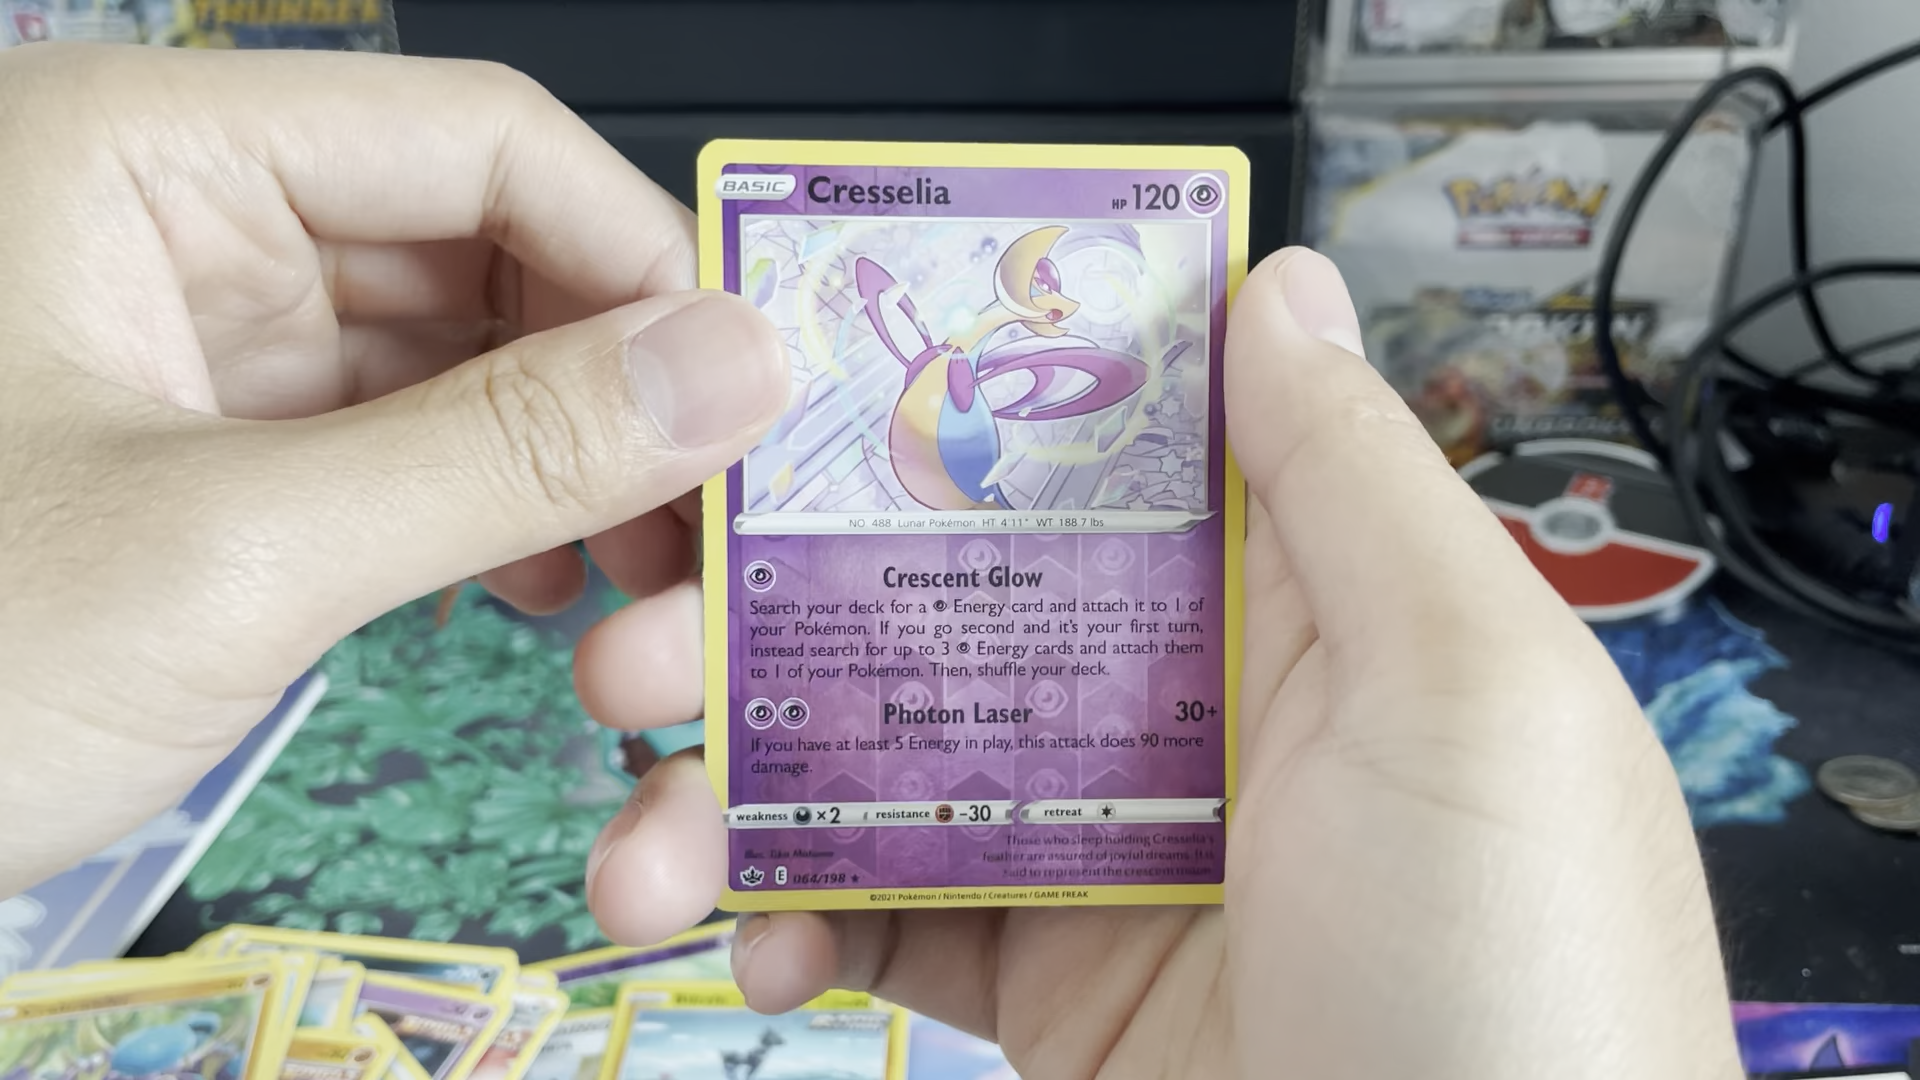 THUNDER
BASIC
Cresselia
HP 120
Pokémon
NO. 488 Lunar Pokémon HT 4'11" WT 188.7 lbs
Crescent Glow
Search your deck for a Energy card and attach it to 1 of
your Pokémon. If you go second and it's your first turn,
instead search for up to 3 Energy cards and attach them
to 1 of your Pokémon. Then, shuffle your deck.
Photon Laser 30+
If you have at least 5 Energy in play, this attack does 90 more
damage.
weakness ×2 resistance -30 retreat
Those who sleep holding Cresselia's
feather are assured of joyful dreams. It is
said to represent the crescent moon.
Illus. Tika Matsuno
E 064/198 ★
©2021 Pokémon / Nintendo / Creatures / GAME FREAK